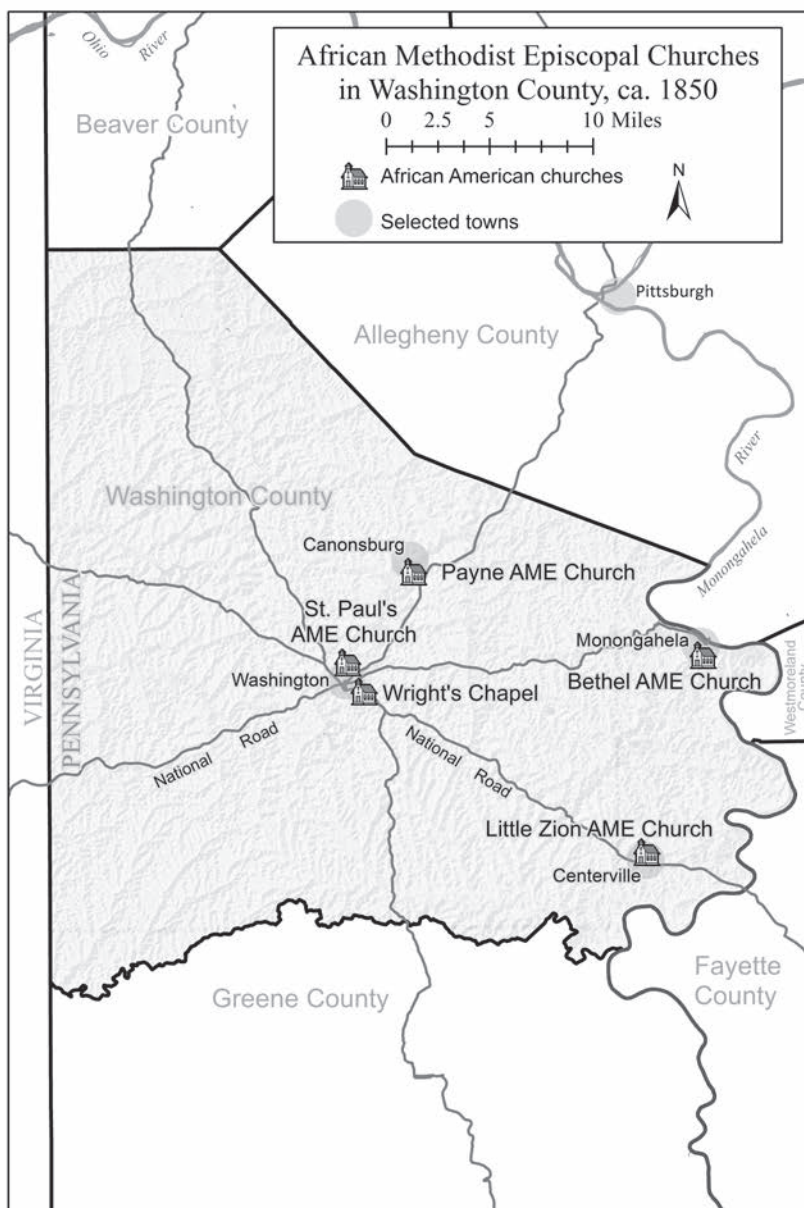 Ohio
River
African Methodist Episcopal Churches
in Washington County, ca. 1850
0 2.5 5 10 Miles
African American churches
N
Selected towns
Beaver County
Pittsburgh
Allegheny County
River
Monongahela
Washington County
Canonsburg
Payne AME Church
St. Paul's
AME Church
Monongahela
Bethel AME Church
Westmoreland
County
Washington
Wright's Chapel
VIRGINIA
PENNSYLVANIA
National Road
National Road
Little Zion AME Church
Centerville
Greene County
Fayette
County